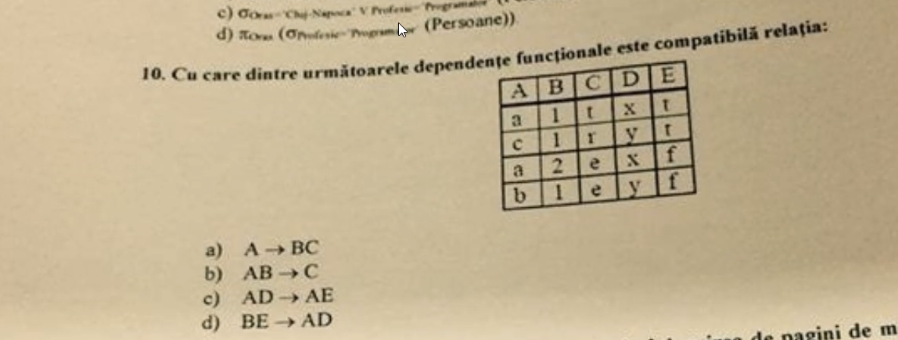 c) σOras='Cluj-Napoca' V Profesie='Programator'
d) πOras (σProfesie='Programator' (Persoane))
10. Cu care dintre următoarele dependențe funcționale este compatibilă relația:
A B C D E
a 1 t x t
c 1 r y t
a 2 e x f
b 1 e y f
a) A → BC
b) AB → C
c) AD → AE
d) BE → AD
de pagini de m